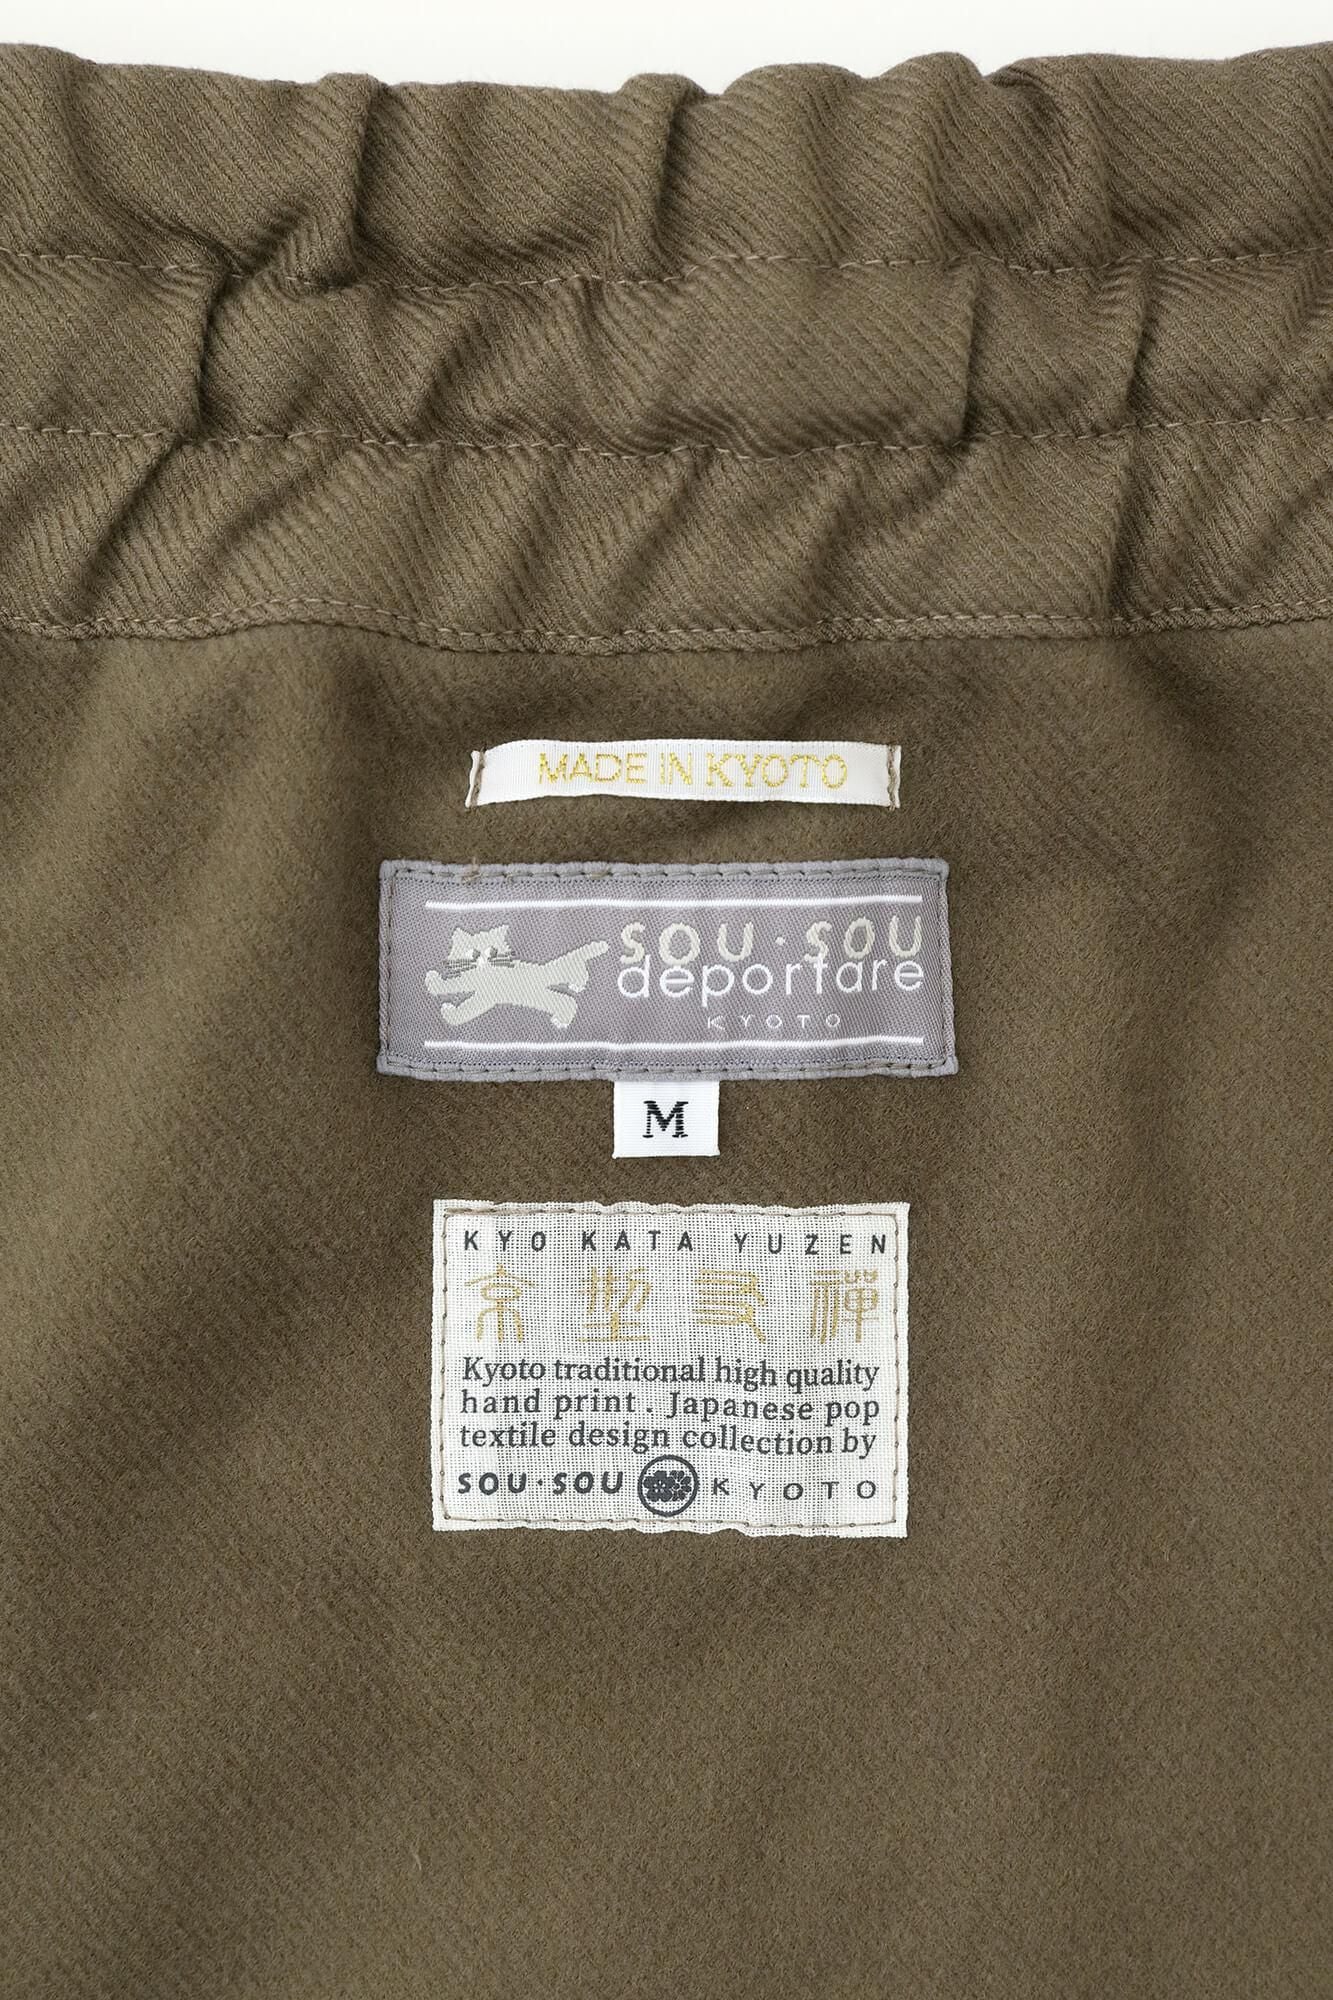 MADE IN KYOTO
SOU・SOU
deportare
KYOTO
M
KYO KATA YUZEN
京型友禅
Kyoto traditional high quality
hand print . Japanese pop
textile design collection by
SOU・SOU KYOTO